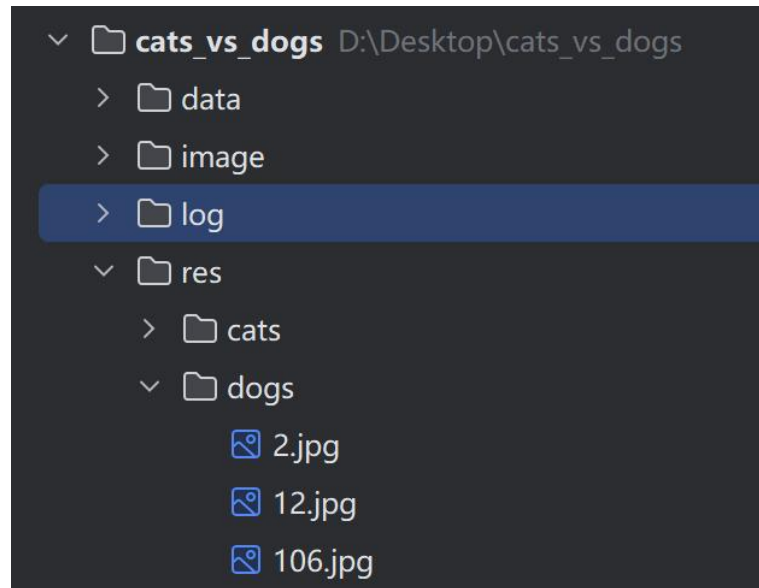 cats_vs_dogs D:\Desktop\cats_vs_dogs
data
image
log
res
cats
dogs
2.jpg
12.jpg
106.jpg